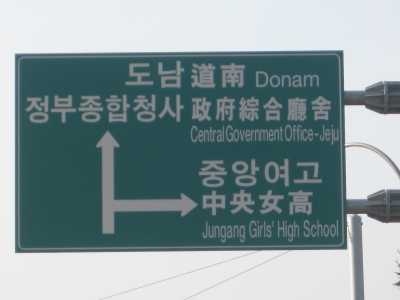 도남 道南 Donam
정부종합청사 政府綜合廳舍
Central Government Office-Jeju
중앙여고
中央女高
Jungang Girls' High School